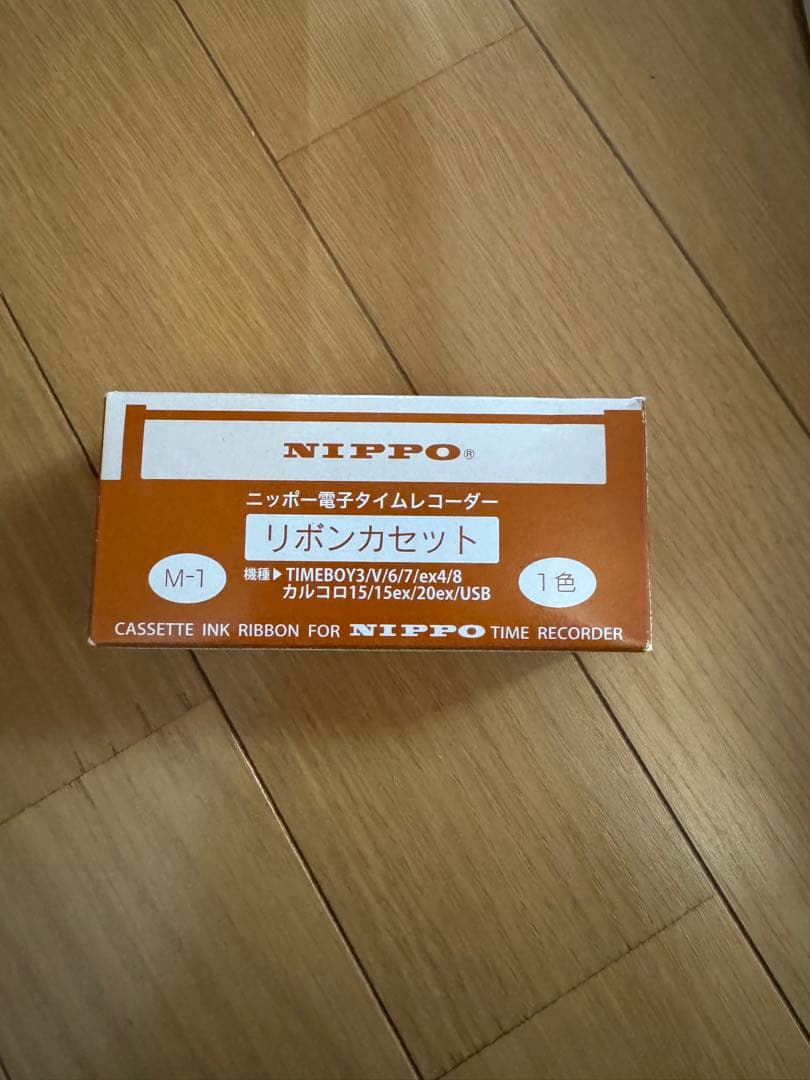 NIPPO®
ニッポー電子タイムレコーダー
リボンカセット
M-1
機種▶TIMEBOY3/V/6/7/ex4/8
カルコロ15/15ex/20ex/USB
1色
CASSETTE INK RIBBON FOR NIPPO TIME RECORDER